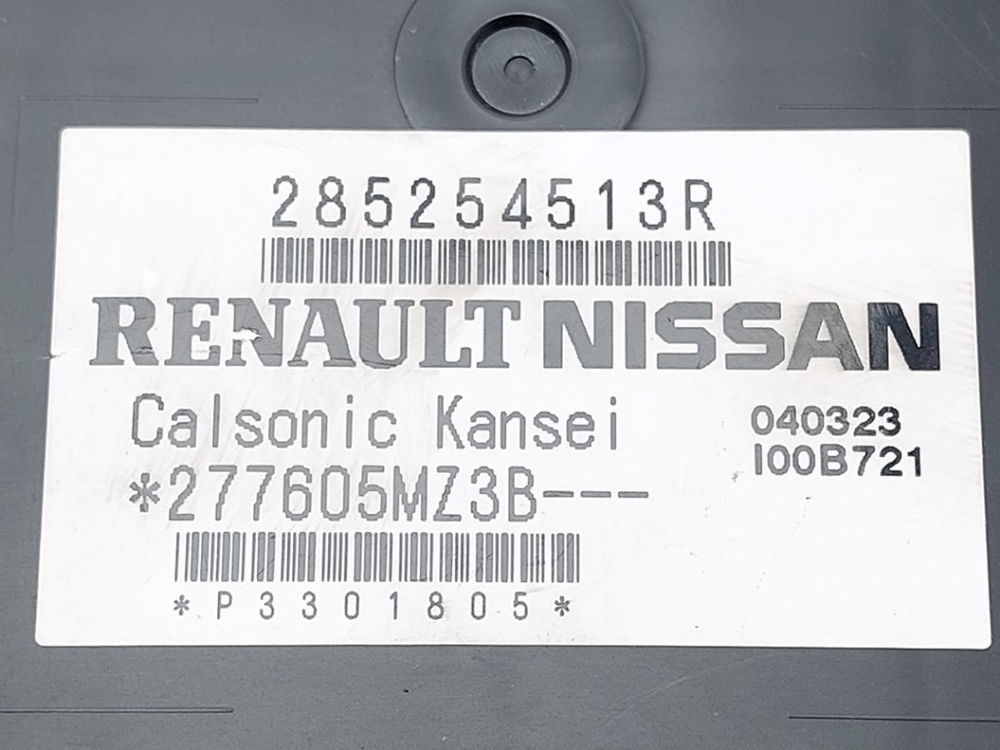 285254513R
RENAULT NISSAN
Calsonic Kansei
040323
*277605MZ3B---
I00B721
*P3301805*